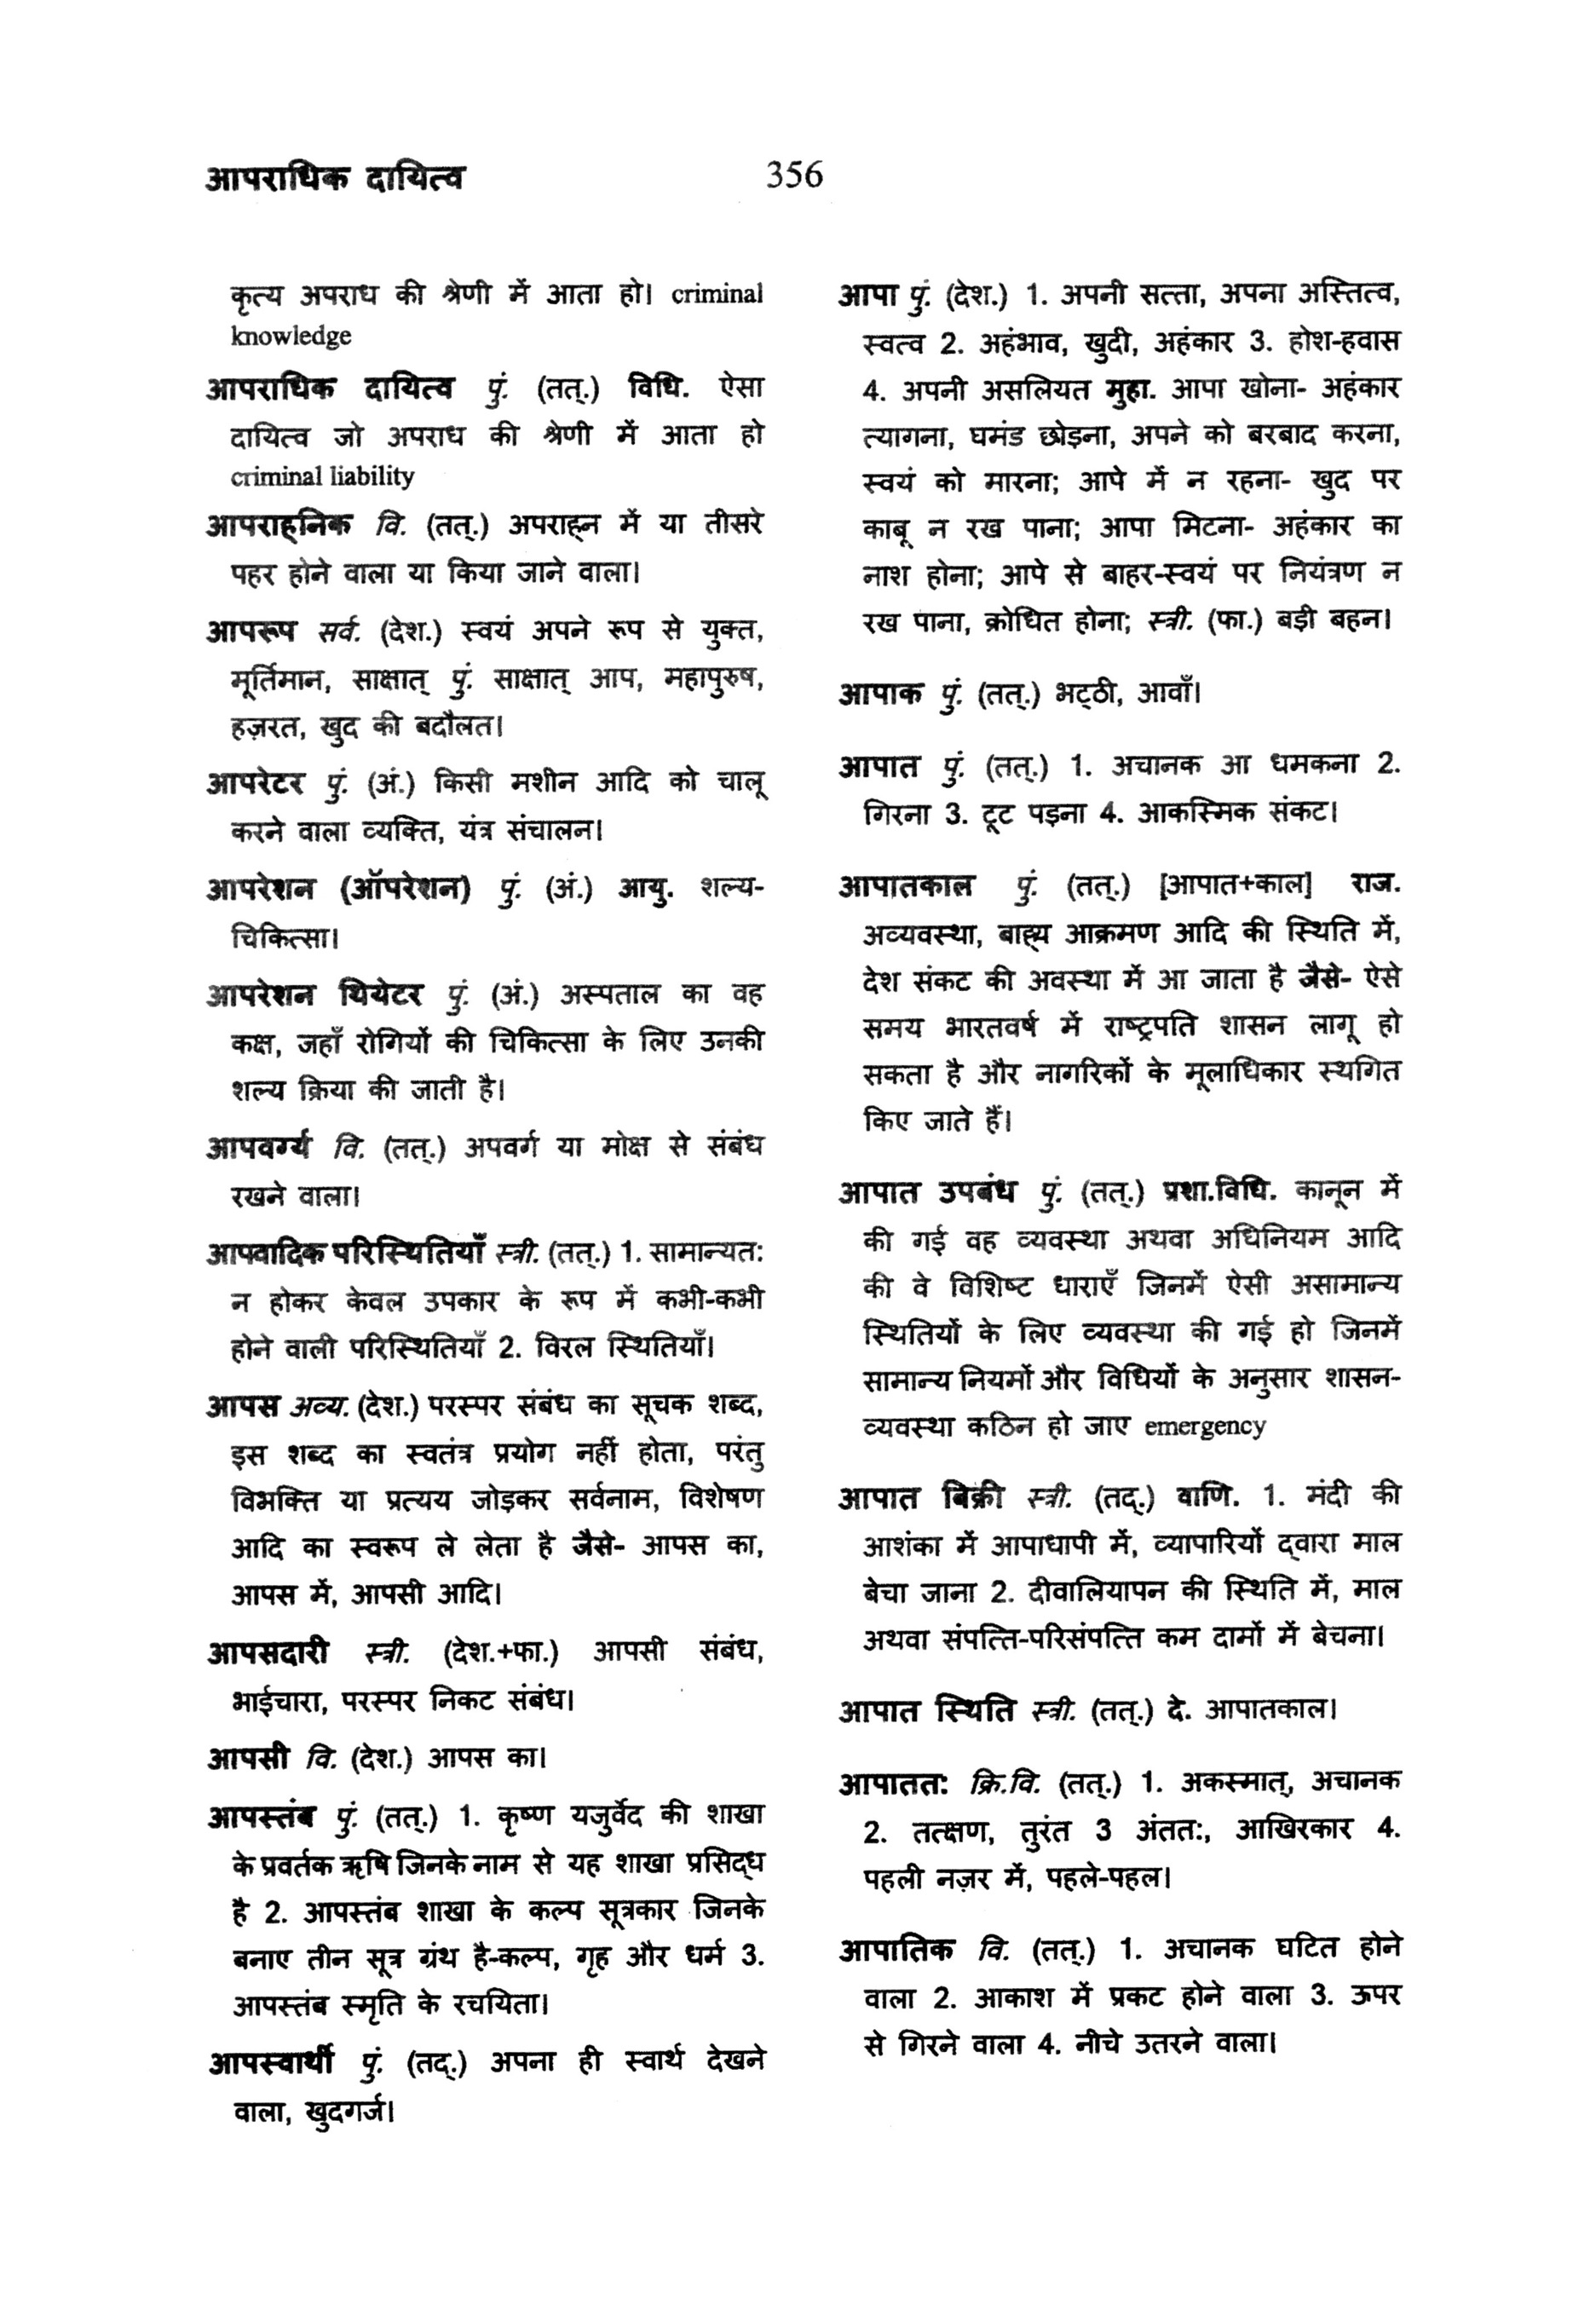 आपराधिक दायित्व
356
कृत्य अपराध की श्रेणी में आता हो। criminal
knowledge
आपराधिक दायित्व पुं. (तत्.) विधि. ऐसा
दायित्व जो अपराध की श्रेणी में आता हो
criminal liability
आपराह्‌निक वि. (तत्.) अपराह्‌न में या तीसरे
पहर होने वाला या किया जाने वाला।
आपरूप सर्व. (देश.) स्वयं अपने रूप से युक्त,
मूर्तिमान, साक्षात् पुं. साक्षात् आप, महापुरुष,
हज़रत, खुद की बदौलत।
आपरेटर पुं. (अं.) किसी मशीन आदि को चालू
करने वाला व्यक्ति, यंत्र संचालन।
आपरेशन (ऑपरेशन) पुं. (अं.) आयु. शल्य-
चिकित्सा।
आपरेशन थियेटर पुं. (अं.) अस्पताल का वह
कक्ष, जहाँ रोगियों की चिकित्सा के लिए उनकी
शल्य क्रिया की जाती है।
आपवर्ग्य वि. (तत्.) अपवर्ग या मोक्ष से संबंध
रखने वाला।
आपवादिक परिस्थितियाँ स्त्री. (तत्.) 1. सामान्यत:
न होकर केवल उपकार के रूप में कभी-कभी
होने वाली परिस्थितियाँ 2. विरल स्थितियाँ।
आपस अव्य. (देश.) परस्पर संबंध का सूचक शब्द,
इस शब्द का स्वतंत्र प्रयोग नहीं होता, परंतु
विभक्ति या प्रत्यय जोड़कर सर्वनाम, विशेषण
आदि का स्वरूप ले लेता है जैसे- आपस का,
आपस में, आपसी आदि।
आपसदारी स्त्री. (देश.+फा.) आपसी संबंध,
भाईचारा, परस्पर निकट संबंध।
आपसी वि. (देश.) आपस का।
आपस्तंब पुं. (तत्.) 1. कृष्ण यजुर्वेद की शाखा
के प्रवर्तक ऋषि जिनके नाम से यह शाखा प्रसिद्‌ध
है 2. आपस्तंब शाखा के कल्प सूत्रकार जिनके
बनाए तीन सूत्र ग्रंथ है-कल्प, गृह और धर्म 3.
आपस्तंब स्मृति के रचयिता।
आपस्वार्थी पुं. (तद्.) अपना ही स्वार्थ देखने
वाला, खुदगर्ज।
आपा पुं. (देश.) 1. अपनी सत्ता, अपना अस्तित्व,
स्वत्व 2. अहंभाव, खुदी, अहंकार 3. होश-हवास
4. अपनी असलियत मुहा. आपा खोना- अहंकार
त्यागना, घमंड छोड़ना, अपने को बरबाद करना,
स्वयं को मारना; आपे में न रहना- खुद पर
काबू न रख पाना; आपा मिटना- अहंकार का
नाश होना; आपे से बाहर-स्वयं पर नियंत्रण न
रख पाना, क्रोधित होना; स्त्री. (फा.) बड़ी बहन।
आपाक पुं. (तत्.) भट्‌ठी, आवाँ।
आपात पुं. (तत्.) 1. अचानक आ धमकना 2.
गिरना 3. टूट पड़ना 4. आकस्मिक संकट।
आपातकाल पुं. (तत्.) [आपात+काल] राज.
अव्यवस्था, बाह्‌य आक्रमण आदि की स्थिति में,
देश संकट की अवस्था में आ जाता है जैसे- ऐसे
समय भारतवर्ष में राष्ट्रपति शासन लागू हो
सकता है और नागरिकों के मूलाधिकार स्थगित
किए जाते हैं।
आपात उपबंध पुं. (तत्.) प्रशा.विधि. कानून में
की गई वह व्यवस्था अथवा अधिनियम आदि
की वे विशिष्ट धाराएँ जिनमें ऐसी असामान्य
स्थितियों के लिए व्यवस्था की गई हो जिनमें
सामान्य नियमों और विधियों के अनुसार शासन-
व्यवस्था कठिन हो जाए emergency
आपात बिक्री स्त्री. (तद्.) वाणि. 1. मंदी की
आशंका में आपाधापी में, व्यापारियों द्‌वारा माल
बेचा जाना 2. दीवालियापन की स्थिति में, माल
अथवा संपत्ति-परिसंपत्ति कम दामों में बेचना।
आपात स्थिति स्त्री. (तत्.) दे. आपातकाल।
आपातत: क्रि.वि. (तत्.) 1. अकस्मात्, अचानक
2. तत्क्षण, तुरंत 3 अंतत:, आखिरकार 4.
पहली नज़र में, पहले-पहल।
आपातिक वि. (तत्.) 1. अचानक घटित होने
वाला 2. आकाश में प्रकट होने वाला 3. ऊपर
से गिरने वाला 4. नीचे उतरने वाला।